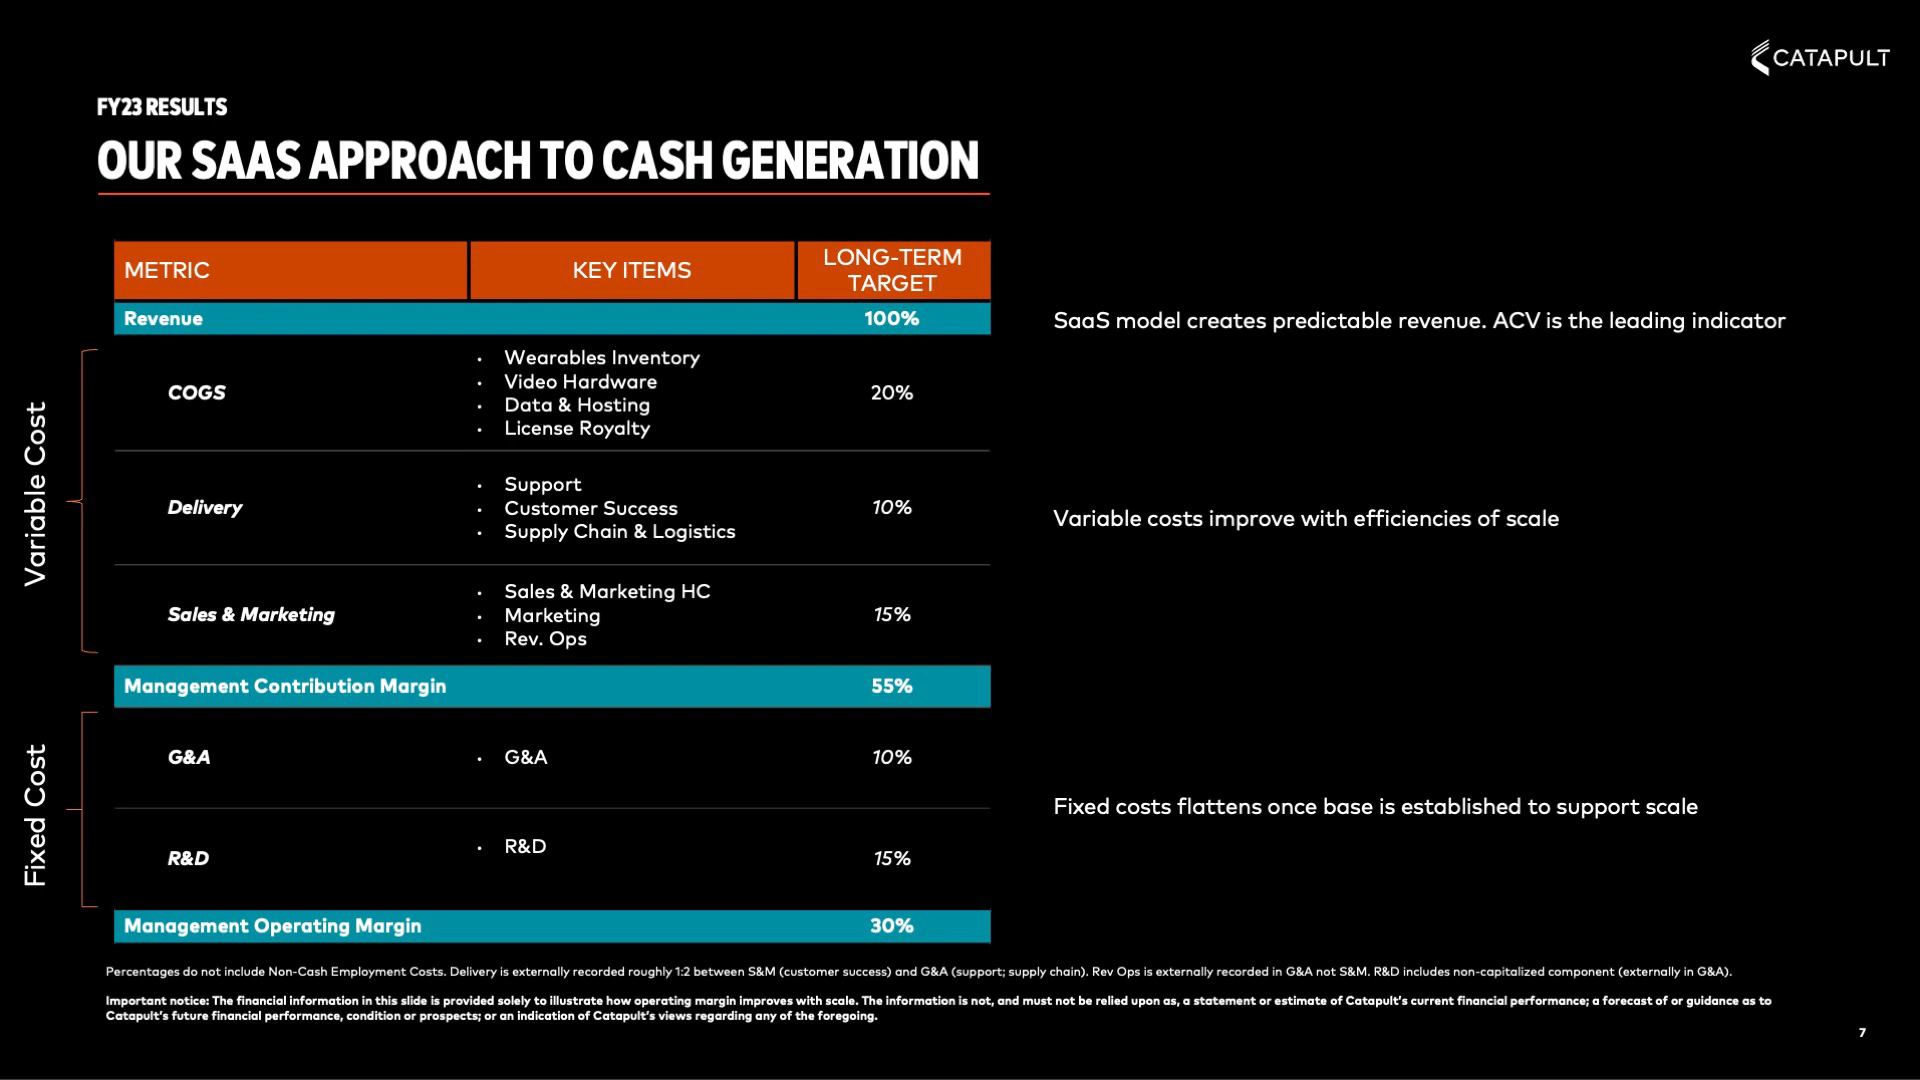 CATAPULT
FY23 RESULTS
OUR SAAS APPROACH TO CASH GENERATION
METRIC KEY ITEMS LONG-TERM TARGET
Revenue 100%
SaaS model creates predictable revenue. ACV is the leading indicator
Variable Cost
COGS
• Wearables Inventory
• Video Hardware
• Data & Hosting
• License Royalty
20%
Delivery
• Support
• Customer Success
• Supply Chain & Logistics
10%
Variable costs improve with efficiencies of scale
Sales & Marketing
• Sales & Marketing HC
• Marketing
• Rev. Ops
15%
Management Contribution Margin 55%
Fixed Cost
G&A
• G&A
10%
Fixed costs flattens once base is established to support scale
R&D
• R&D
15%
Management Operating Margin 30%
Percentages do not include Non-Cash Employment Costs. Delivery is externally recorded roughly 1:2 between S&M (customer success) and G&A (support; supply chain). Rev Ops is externally recorded in G&A not S&M. R&D includes non-capitalized component (externally in G&A).
Important notice: The financial information in this slide is provided solely to illustrate how operating margin improves with scale. The information is not, and must not be relied upon as, a statement or estimate of Catapult's current financial performance; a forecast of or guidance as to
Catapult's future financial performance, condition or prospects; or an indication of Catapult's views regarding any of the foregoing.
7